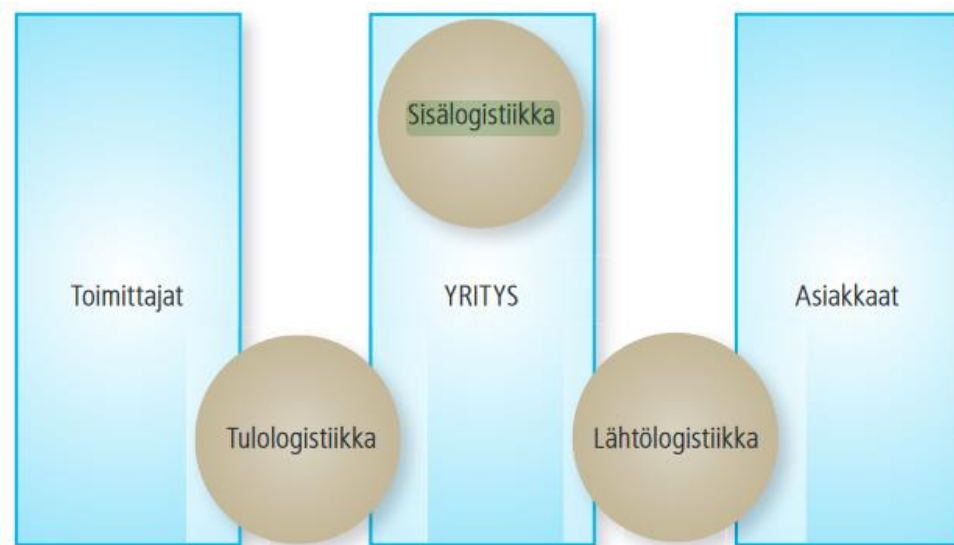 Sisälogistiikka
Toimittajat
YRITYS
Asiakkaat
Tulologistiikka
Lähtölogistiikka